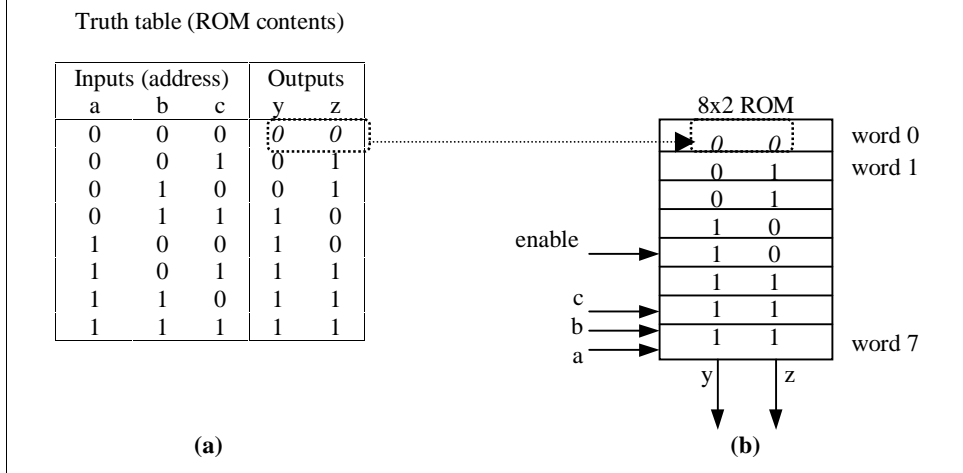 Truth table (ROM contents)
Inputs (address) Outputs
a b c y z
0 0 0 0 0
0 0 1 0 1
0 1 0 0 1
0 1 1 1 0
1 0 0 1 0
1 0 1 1 1
1 1 0 1 1
1 1 1 1 1
(a)
8x2 ROM
0 0 word 0
0 1 word 1
0 1
1 0
enable 1 0
1 1
c 1 1
b 1 1 word 7
a
y z
(b)